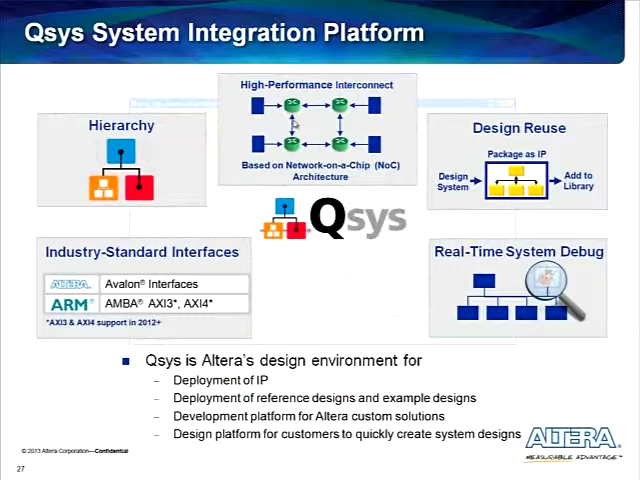 Qsys System Integration Platform
High-Performance Interconnect
Based on Network-on-a-Chip (NoC)
Architecture
Hierarchy
Design Reuse
Package as IP
Design
System
Add to
Library
Qsys
Industry-Standard Interfaces
ALTERA® Avalon® Interfaces
ARM® AMBA® AXI3*, AXI4*
*AXI3 & AXI4 support in 2012+
Real-Time System Debug
■ Qsys is Altera's design environment for
– Deployment of IP
– Deployment of reference designs and example designs
– Development platform for Altera custom solutions
– Design platform for customers to quickly create system designs
ALTERA®
MEASURABLE ADVANTAGE™
© 2013 Altera Corporation—Confidential
27